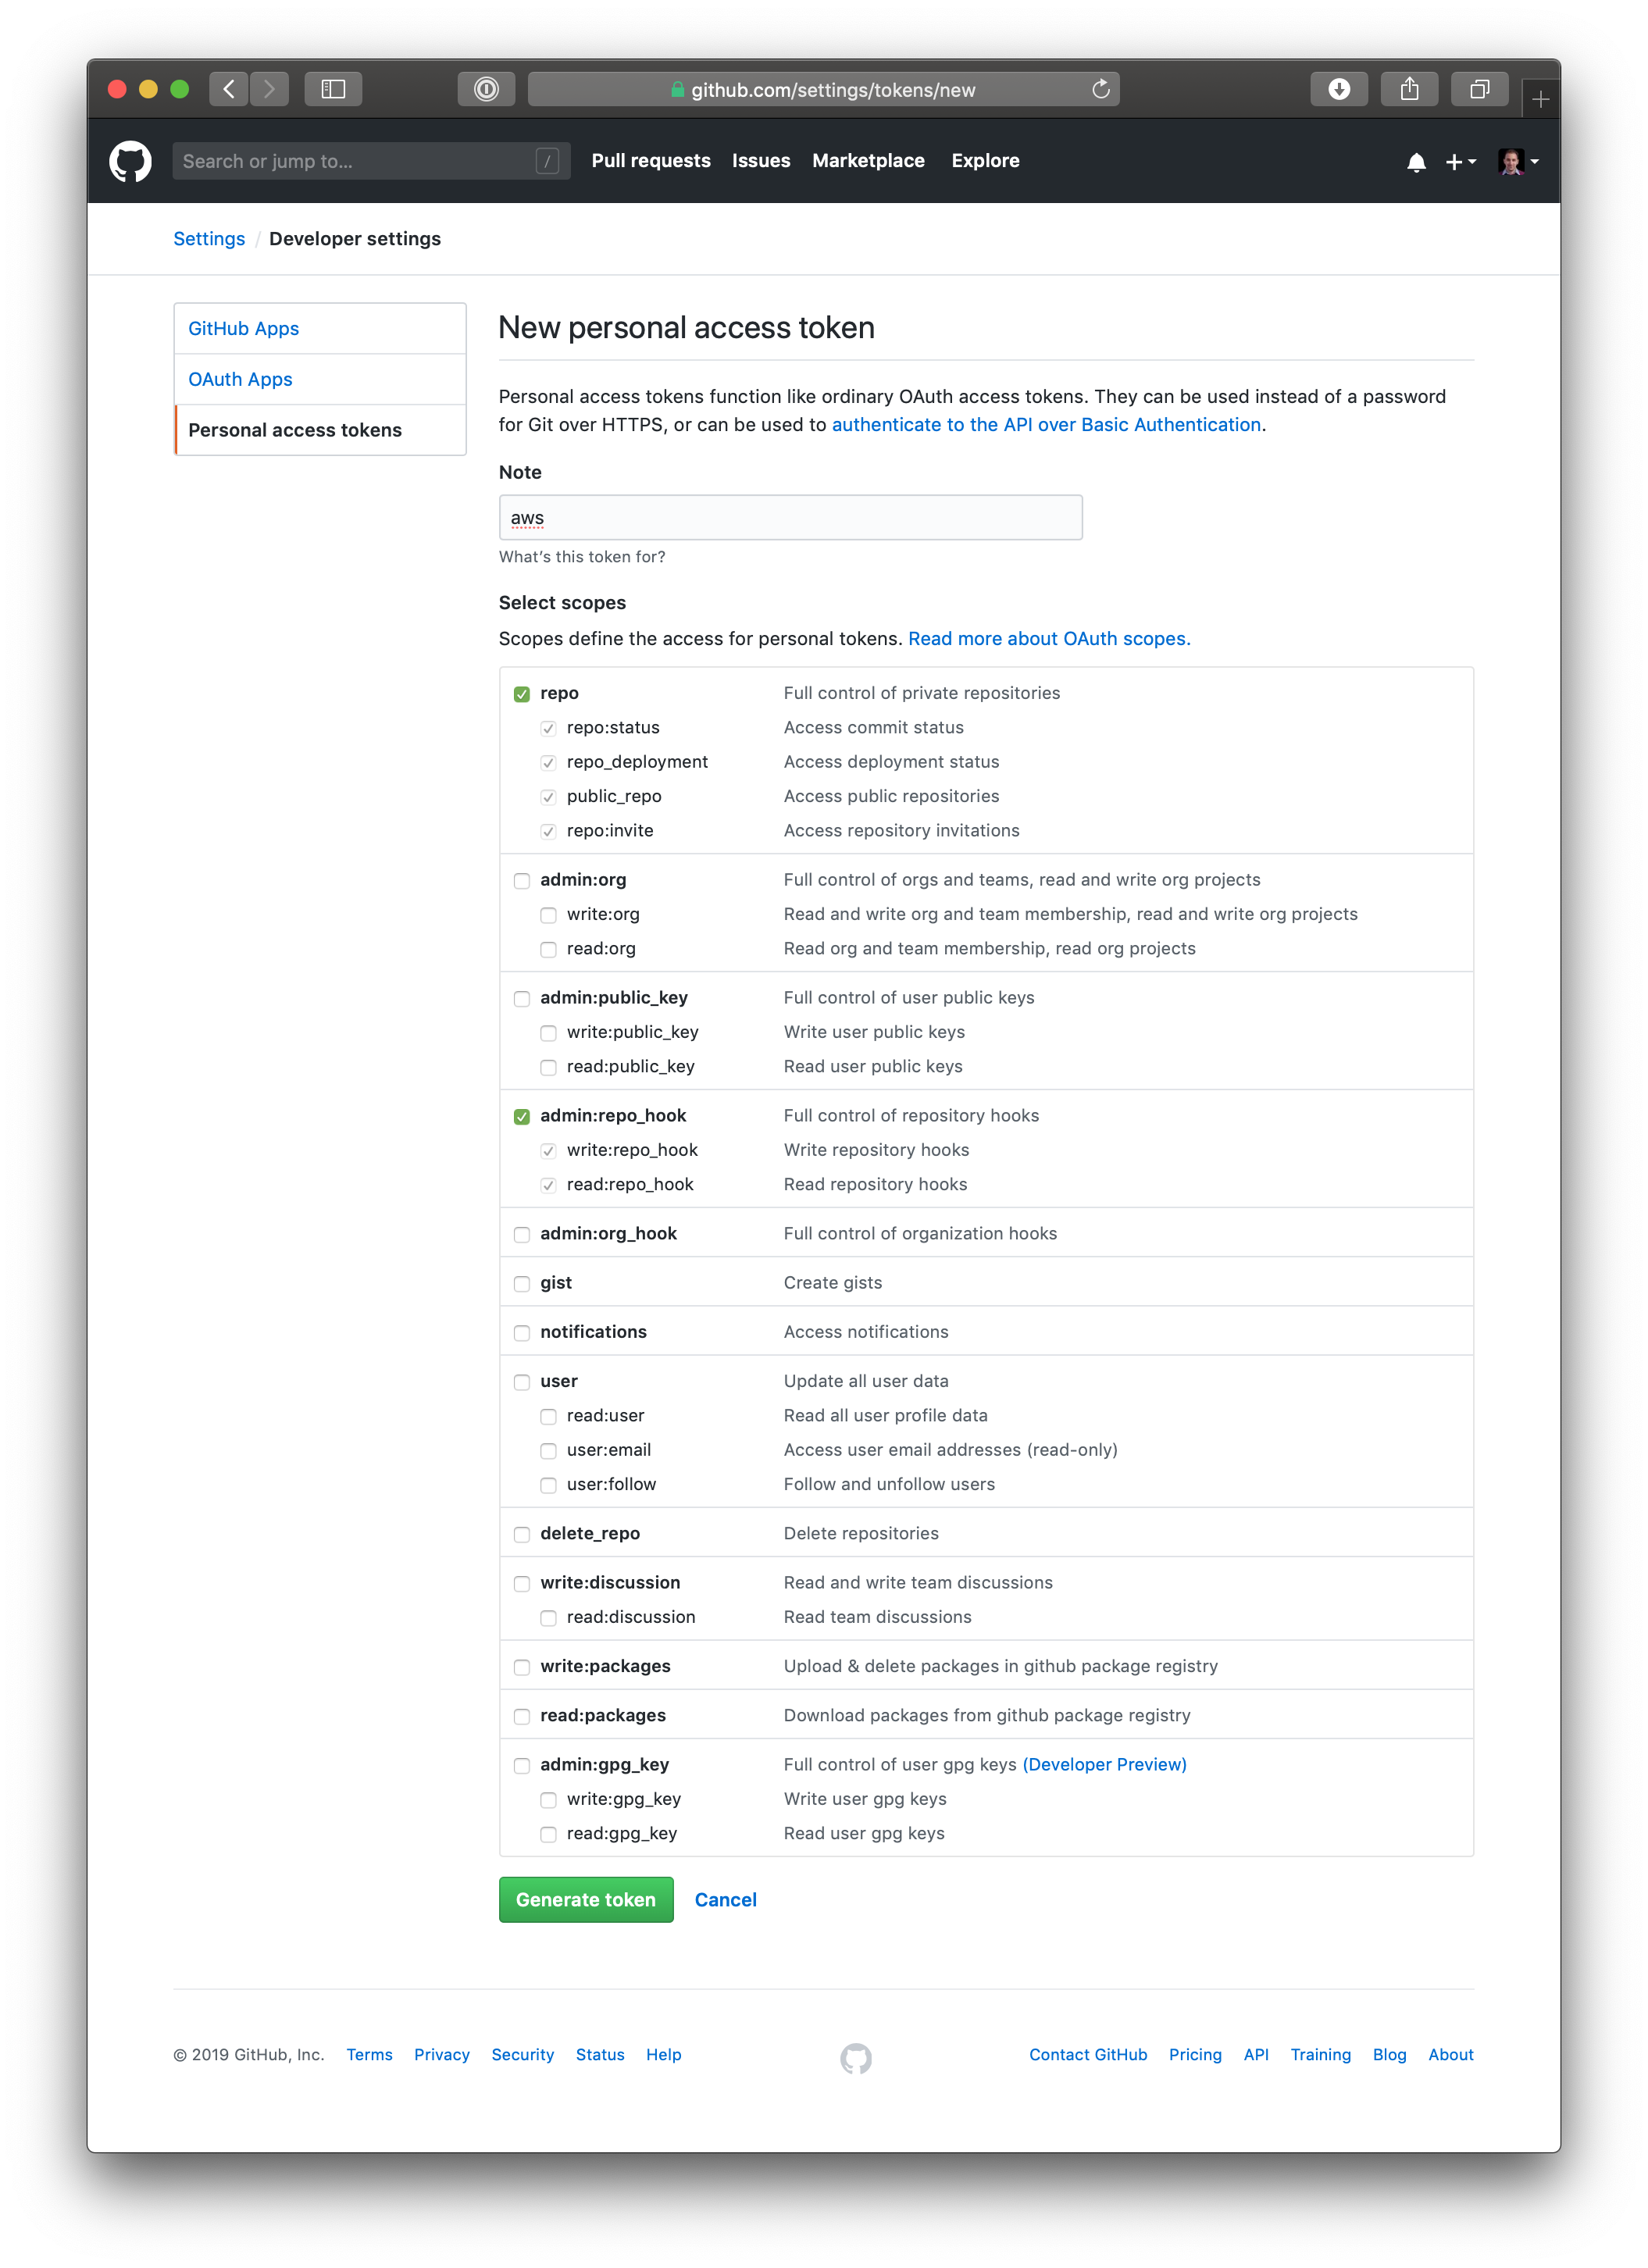 github.com/settings/tokens/new
Search or jump to... /
Pull requests Issues Marketplace Explore
Settings / Developer settings
GitHub Apps
OAuth Apps
Personal access tokens
New personal access token
Personal access tokens function like ordinary OAuth access tokens. They can be used instead of a password
for Git over HTTPS, or can be used to authenticate to the API over Basic Authentication.
Note
aws
What's this token for?
Select scopes
Scopes define the access for personal tokens. Read more about OAuth scopes.
repo Full control of private repositories
repo:status Access commit status
repo_deployment Access deployment status
public_repo Access public repositories
repo:invite Access repository invitations
admin:org Full control of orgs and teams, read and write org projects
write:org Read and write org and team membership, read and write org projects
read:org Read org and team membership, read org projects
admin:public_key Full control of user public keys
write:public_key Write user public keys
read:public_key Read user public keys
admin:repo_hook Full control of repository hooks
write:repo_hook Write repository hooks
read:repo_hook Read repository hooks
admin:org_hook Full control of organization hooks
gist Create gists
notifications Access notifications
user Update all user data
read:user Read all user profile data
user:email Access user email addresses (read-only)
user:follow Follow and unfollow users
delete_repo Delete repositories
write:discussion Read and write team discussions
read:discussion Read team discussions
write:packages Upload & delete packages in github package registry
read:packages Download packages from github package registry
admin:gpg_key Full control of user gpg keys (Developer Preview)
write:gpg_key Write user gpg keys
read:gpg_key Read user gpg keys
Generate token Cancel
© 2019 GitHub, Inc. Terms Privacy Security Status Help Contact GitHub Pricing API Training Blog About